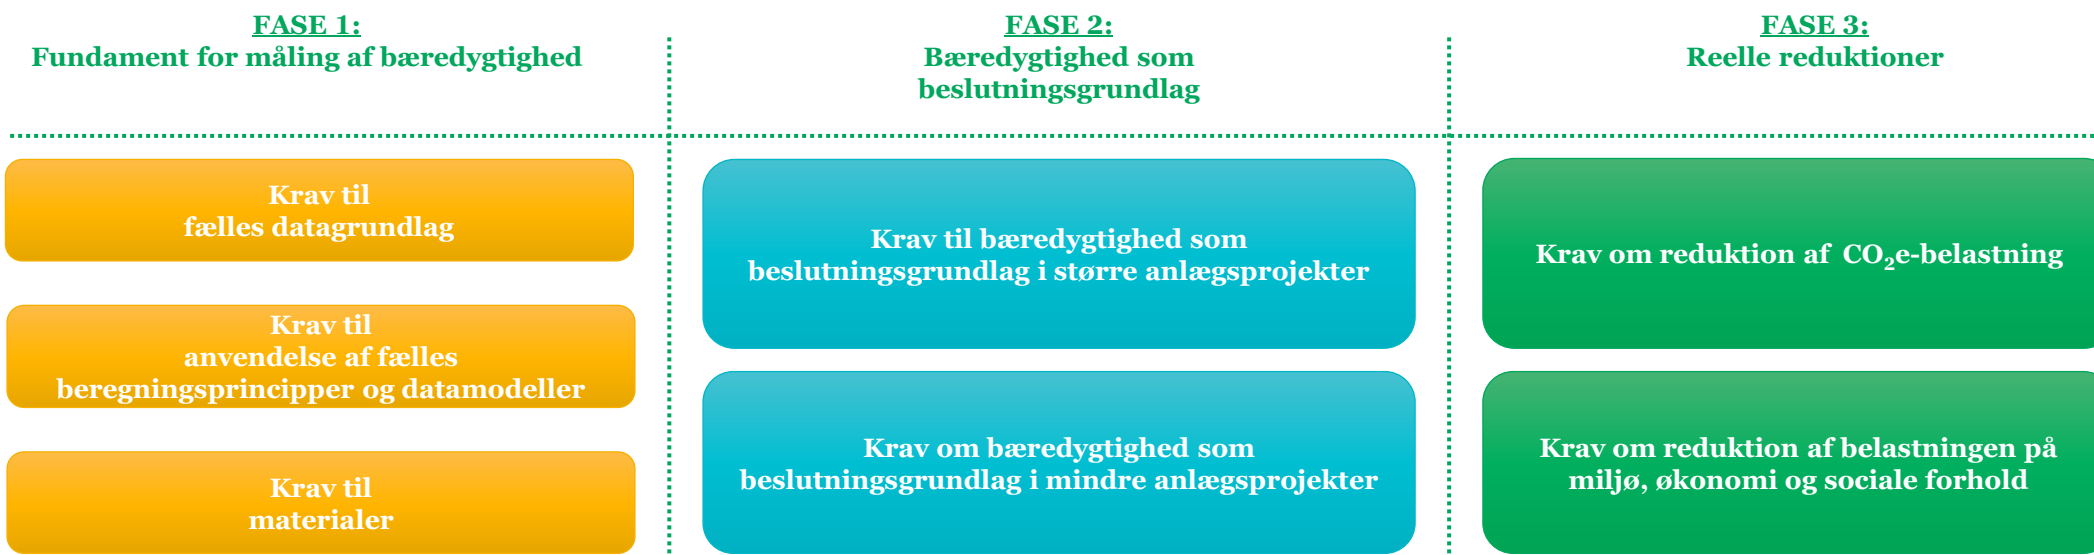 FASE 1:
Fundament for måling af bæredygtighed
Krav til
fælles datagrundlag
Krav til
anvendelse af fælles
beregningsprincipper og datamodeller
Krav til
materialer
FASE 2:
Bæredygtighed som
beslutningsgrundlag
Krav til bæredygtighed som
beslutningsgrundlag i større anlægsprojekter
Krav om bæredygtighed som
beslutningsgrundlag i mindre anlægsprojekter
FASE 3:
Reelle reduktioner
Krav om reduktion af CO₂e-belastning
Krav om reduktion af belastningen på
miljø, økonomi og sociale forhold